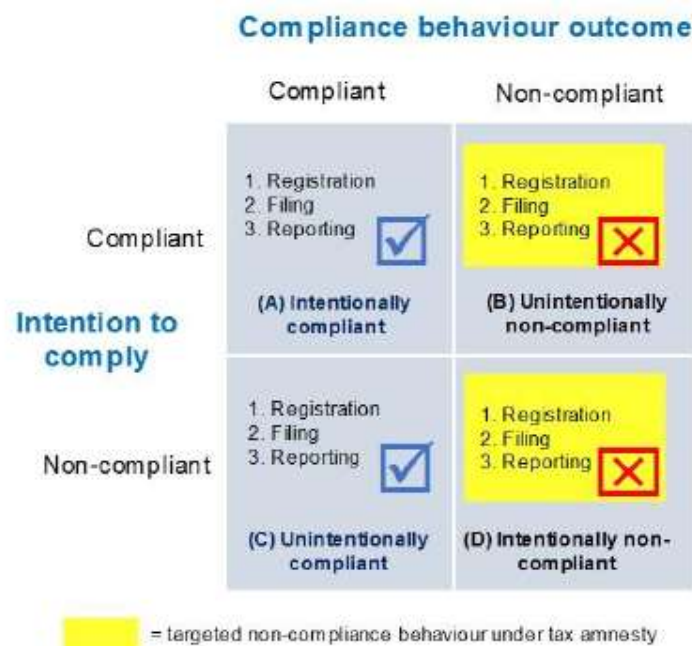 Compliance behaviour outcome
Compliant
Non-compliant
1. Registration
2. Filing
3. Reporting
1. Registration
2. Filing
3. Reporting
Compliant
(A) Intentionally
compliant
(B) Unintentionally
non-compliant
Intention to
comply
1. Registration
2. Filing
3. Reporting
1. Registration
2. Filing
3. Reporting
Non-compliant
(C) Unintentionally
compliant
(D) Intentionally non-
compliant
= targeted non-compliance behaviour under tax amnesty